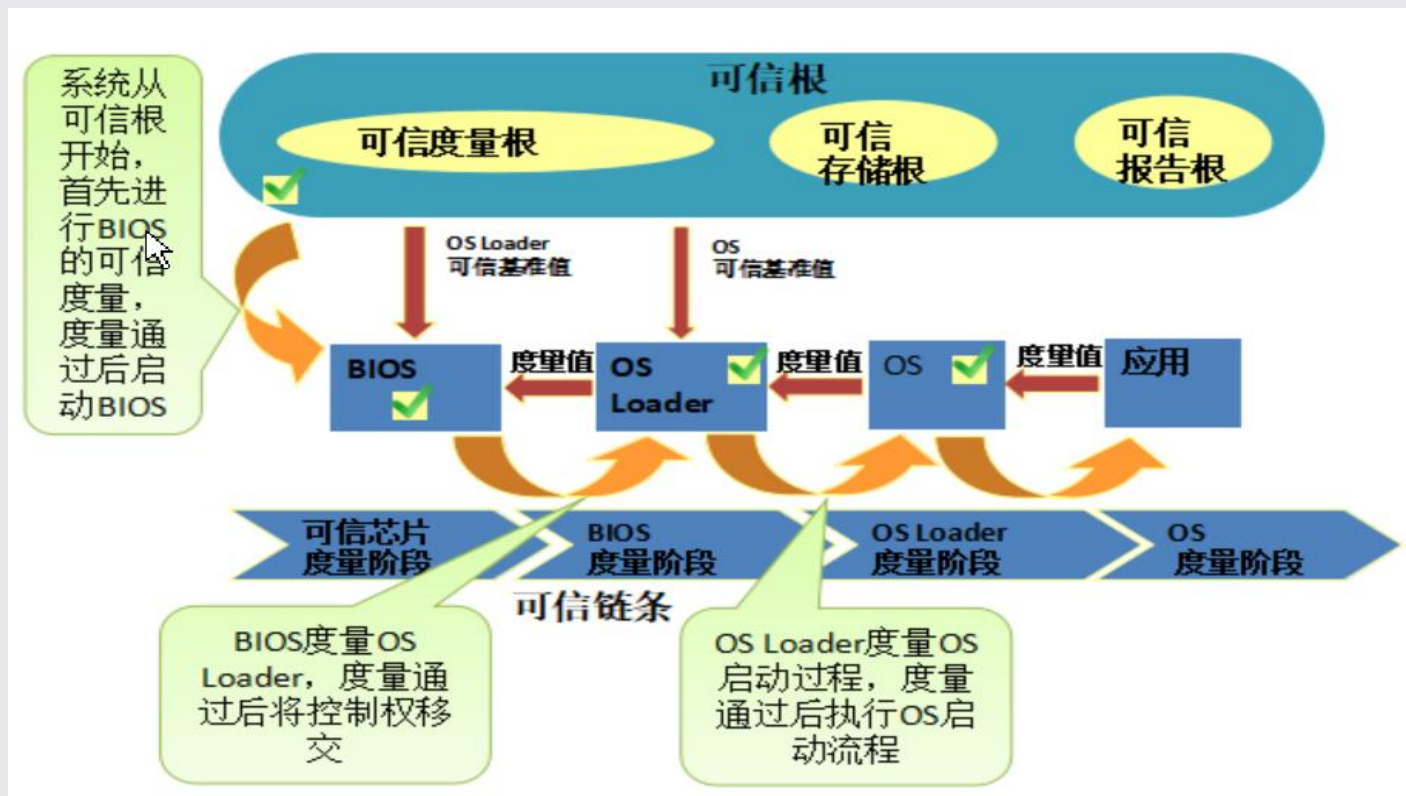 系统从
可信根
开始，
首先进
行BIOS
的可信
度量，
度量通
过后启
动BIOS
可信根
可信度量根
可信
存储根
可信
报告根
OS Loader
可信基准值
OS
可信基准值
BIOS
度量值
OS
Loader
度量值
OS
度量值
应用
可信芯片
度量阶段
BIOS
度量阶段
OS Loader
度量阶段
OS
度量阶段
可信链条
BIOS度量OS
Loader，度量通
过后将控制权移
交
OS Loader度量OS
启动过程，度量
通过后执行OS启
动流程